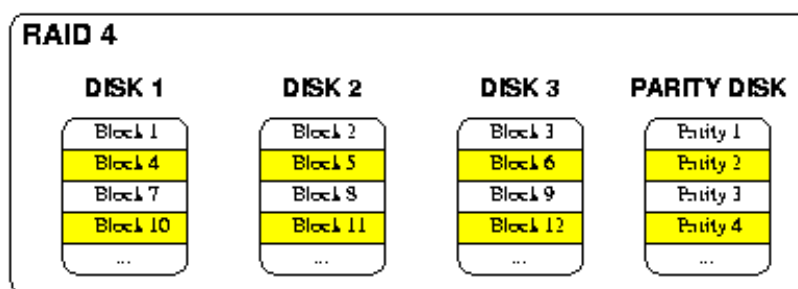 RAID 4
DISK 1 DISK 2 DISK 3 PARITY DISK
Block 1 Block 2 Block 3 Parity 1
Block 4 Block 5 Block 6 Parity 2
Block 7 Block 8 Block 9 Parity 3
Block 10 Block 11 Block 12 Parity 4
... ... ... ...